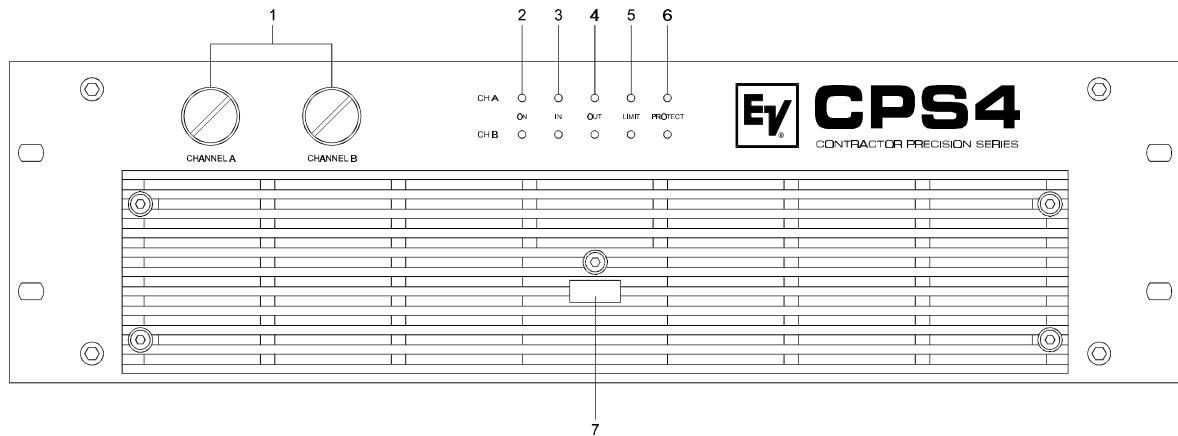 1 2 3 4 5 6
CH A
ON IN OUT LIMIT PROTECT
CH B
CHANNEL A CHANNEL B
EV®
CPS4
CONTRACTOR PRECISION SERIES
7